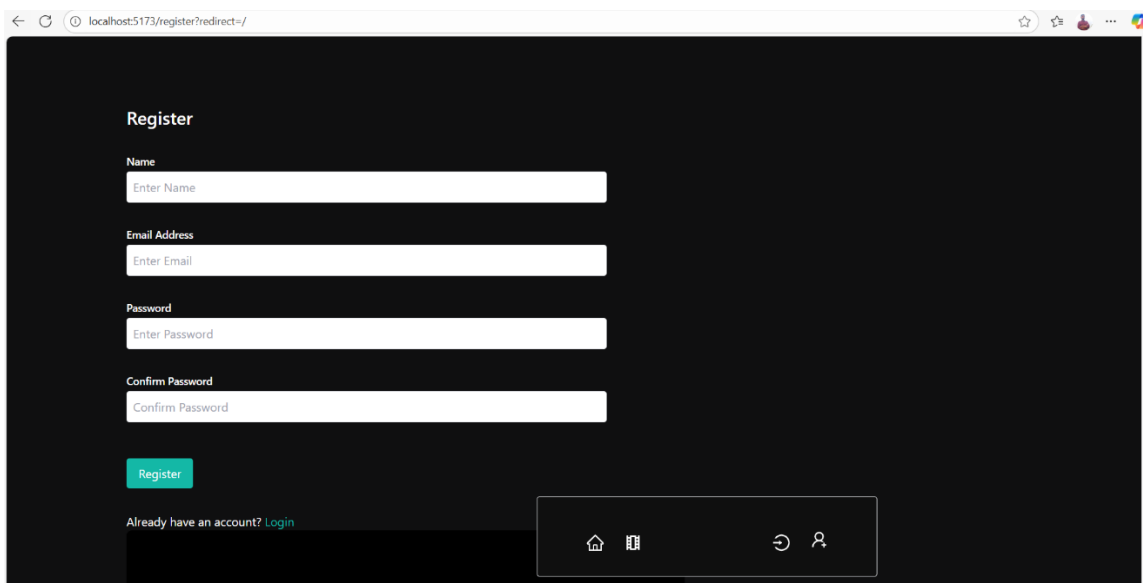 localhost:5173/register?redirect=/
Register
Name
Enter Name
Email Address
Enter Email
Password
Enter Password
Confirm Password
Confirm Password
Register
Already have an account? Login